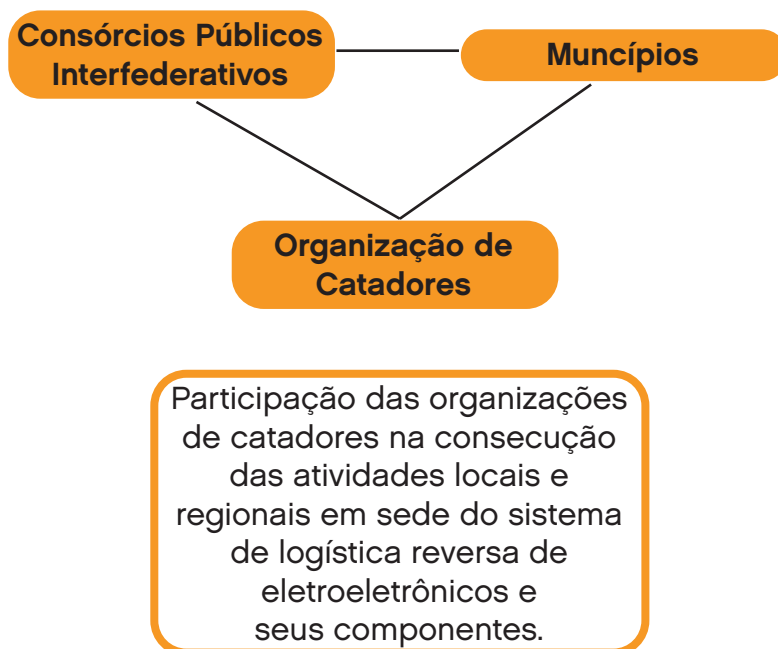 Consórcios Públicos
Interfederativos
Muncípios
Organização de
Catadores
Participação das organizações
de catadores na consecução
das atividades locais e
regionais em sede do sistema
de logística reversa de
eletroeletrônicos e
seus componentes.